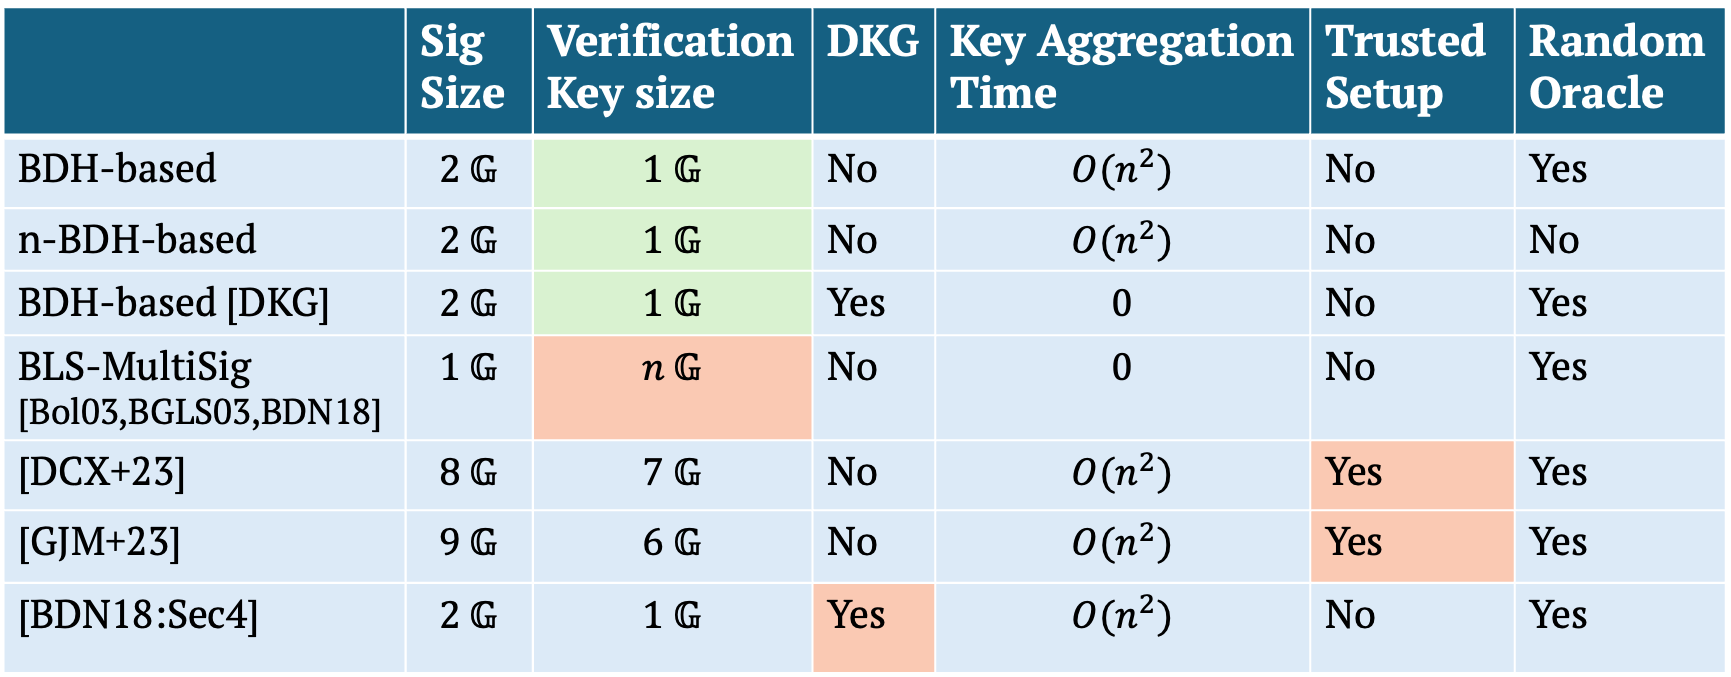 Sig Size Verification Key size DKG Key Aggregation Time Trusted Setup Random Oracle
BDH-based 2 𝔾 1 𝔾 No O(n²) No Yes
n-BDH-based 2 𝔾 1 𝔾 No O(n²) No No
BDH-based [DKG] 2 𝔾 1 𝔾 Yes 0 No Yes
BLS-MultiSig 1 𝔾 n 𝔾 No 0 No Yes
[Bol03,BGLS03,BDN18]
[DCX+23] 8 𝔾 7 𝔾 No O(n²) Yes Yes
[GJM+23] 9 𝔾 6 𝔾 No O(n²) Yes Yes
[BDN18:Sec4] 2 𝔾 1 𝔾 Yes O(n²) No Yes